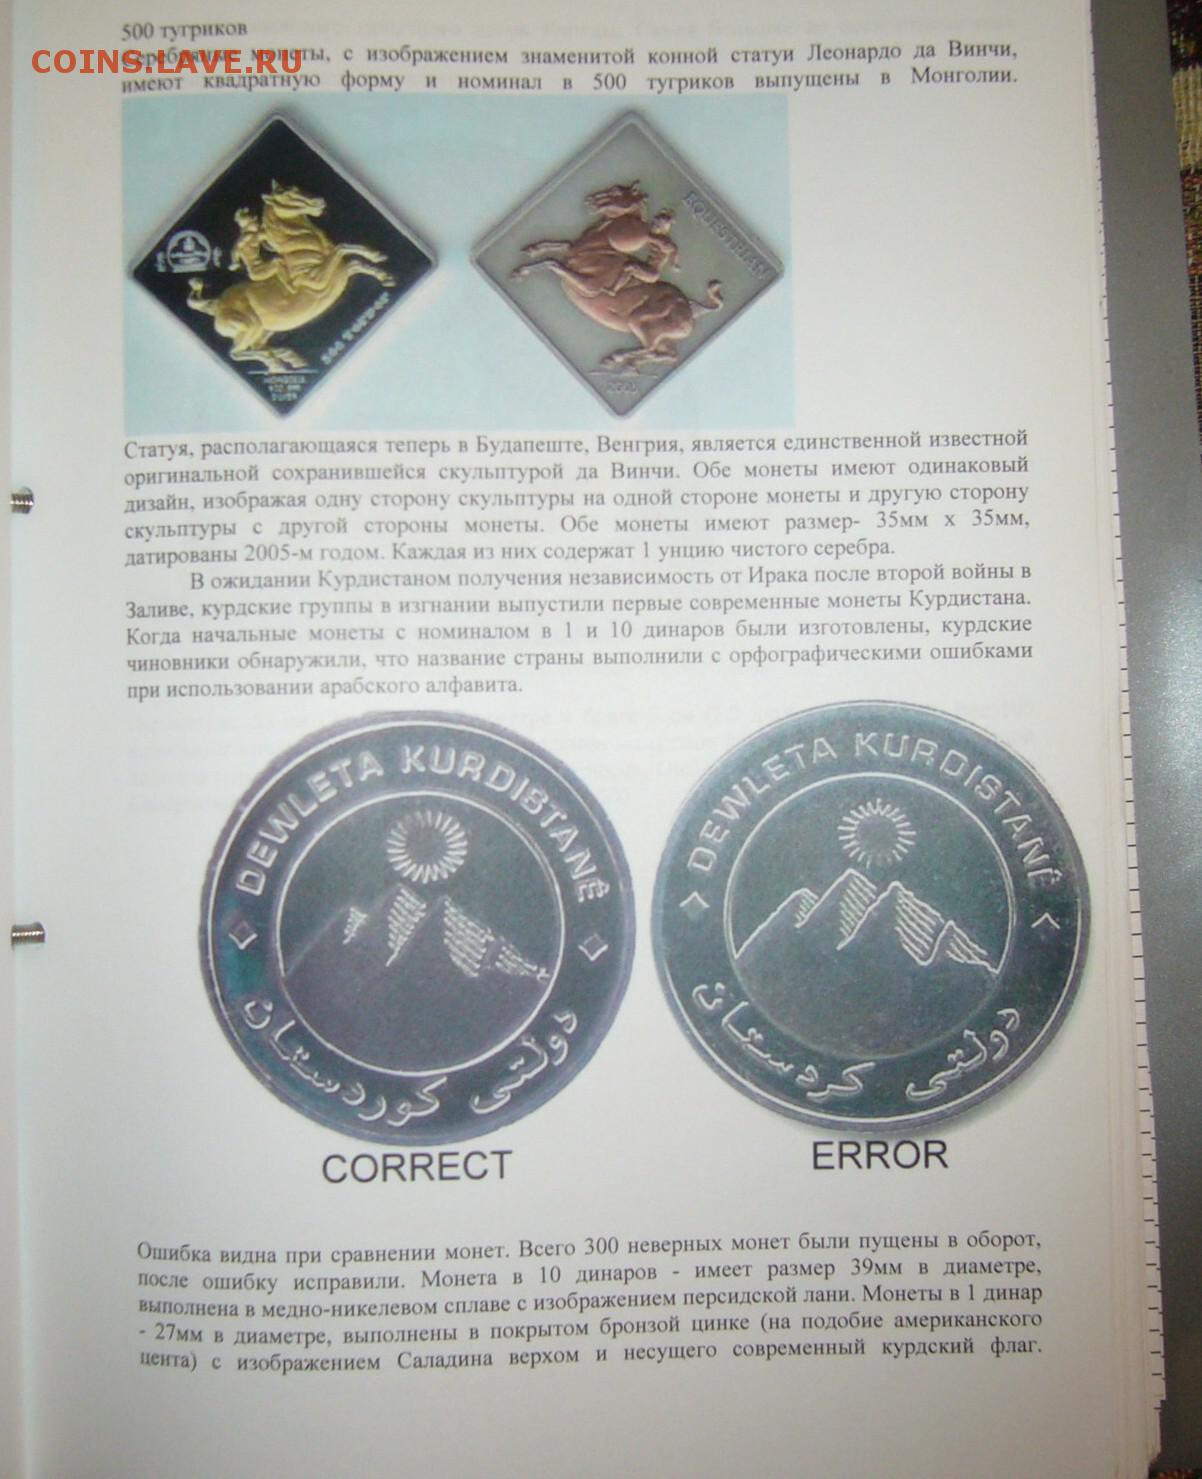 500 тугриков
COINS.LAVE.RU
Серебряные монеты, с изображением знаменитой конной статуи Леонардо да Винчи,
имеют квадратную форму и номинал в 500 тугриков выпущены в Монголии.
500 ТӨГРӨГ
MONGOLIA
SILVER
EQUESTRIAN
2005
Статуя, располагающаяся теперь в Будапеште, Венгрия, является единственной известной
оригинальной сохранившейся скульптурой да Винчи. Обе монеты имеют одинаковый
дизайн, изображая одну сторону скульптуры на одной стороне монеты и другую сторону
скульптуры с другой стороны монеты. Обе монеты имеют размер- 35мм х 35мм,
датированы 2005-м годом. Каждая из них содержат 1 унцию чистого серебра.
В ожидании Курдистаном получения независимость от Ирака после второй войны в
Заливе, курдские группы в изгнании выпустили первые современные монеты Курдистана.
Когда начальные монеты с номиналом в 1 и 10 динаров были изготовлены, курдские
чиновники обнаружили, что название страны выполнили с орфографическими ошибками
при использовании арабского алфавита.
DEWLETA KURDISTANÊ
دولتی کوردستان
DEWLETA KURDISTANÊ
دولتی کردستان
CORRECT
ERROR
Ошибка видна при сравнении монет. Всего 300 неверных монет были пущены в оборот,
после ошибку исправили. Монета в 10 динаров - имеет размер 39мм в диаметре,
выполнена в медно-никелевом сплаве с изображением персидской лани. Монеты в 1 динар
- 27мм в диаметре, выполнены в покрытом бронзой цинке (на подобие американского
цента) с изображением Саладина верхом и несущего современный курдский флаг.